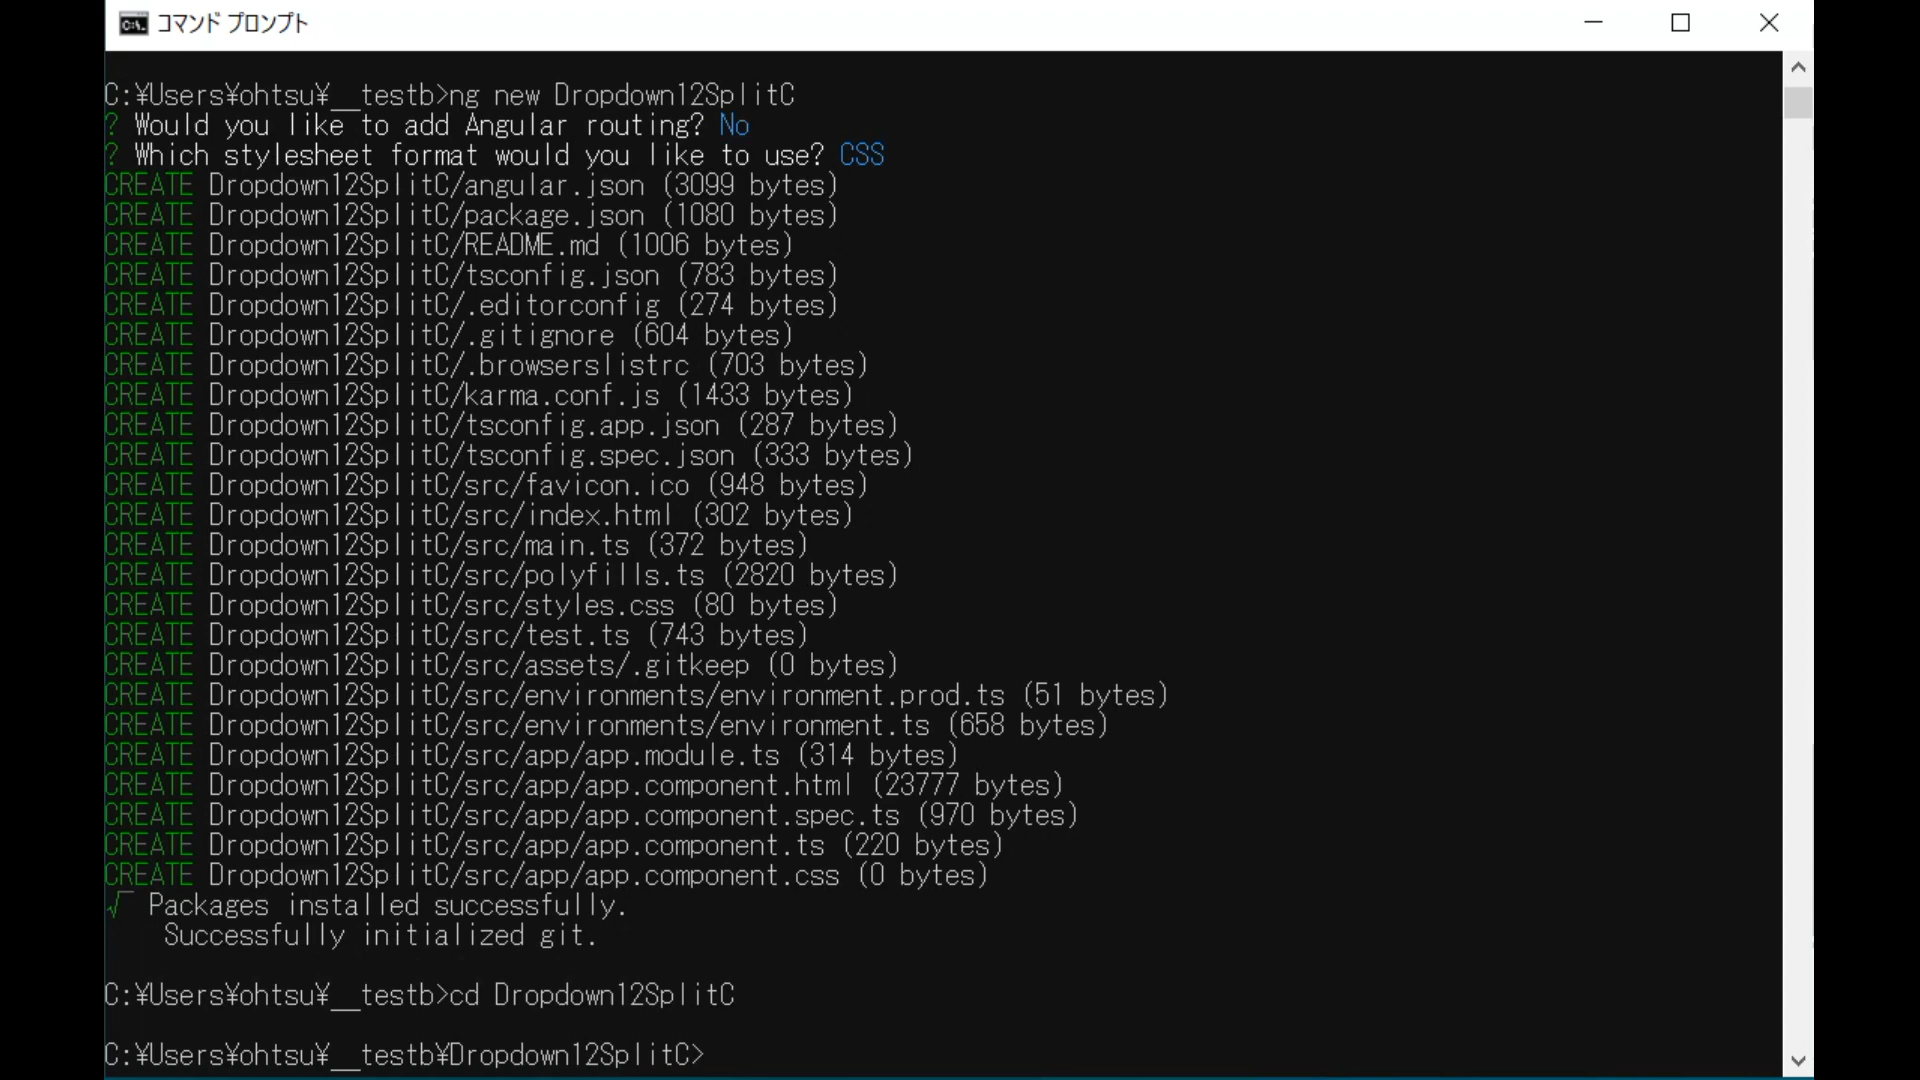 コマンド プロンプト
C:¥Users¥ohtsu¥__testb>ng new Dropdown12SplitC
? Would you like to add Angular routing? No
? Which stylesheet format would you like to use? CSS
CREATE Dropdown12SplitC/angular.json (3099 bytes)
CREATE Dropdown12SplitC/package.json (1080 bytes)
CREATE Dropdown12SplitC/README.md (1006 bytes)
CREATE Dropdown12SplitC/tsconfig.json (783 bytes)
CREATE Dropdown12SplitC/.editorconfig (274 bytes)
CREATE Dropdown12SplitC/.gitignore (604 bytes)
CREATE Dropdown12SplitC/.browserslistrc (703 bytes)
CREATE Dropdown12SplitC/karma.conf.js (1433 bytes)
CREATE Dropdown12SplitC/tsconfig.app.json (287 bytes)
CREATE Dropdown12SplitC/tsconfig.spec.json (333 bytes)
CREATE Dropdown12SplitC/src/favicon.ico (948 bytes)
CREATE Dropdown12SplitC/src/index.html (302 bytes)
CREATE Dropdown12SplitC/src/main.ts (372 bytes)
CREATE Dropdown12SplitC/src/polyfills.ts (2820 bytes)
CREATE Dropdown12SplitC/src/styles.css (80 bytes)
CREATE Dropdown12SplitC/src/test.ts (743 bytes)
CREATE Dropdown12SplitC/src/assets/.gitkeep (0 bytes)
CREATE Dropdown12SplitC/src/environments/environment.prod.ts (51 bytes)
CREATE Dropdown12SplitC/src/environments/environment.ts (658 bytes)
CREATE Dropdown12SplitC/src/app/app.module.ts (314 bytes)
CREATE Dropdown12SplitC/src/app/app.component.html (23777 bytes)
CREATE Dropdown12SplitC/src/app/app.component.spec.ts (970 bytes)
CREATE Dropdown12SplitC/src/app/app.component.ts (220 bytes)
CREATE Dropdown12SplitC/src/app/app.component.css (0 bytes)
√ Packages installed successfully.
Successfully initialized git.
C:¥Users¥ohtsu¥__testb>cd Dropdown12SplitC
C:¥Users¥ohtsu¥__testb¥Dropdown12SplitC>